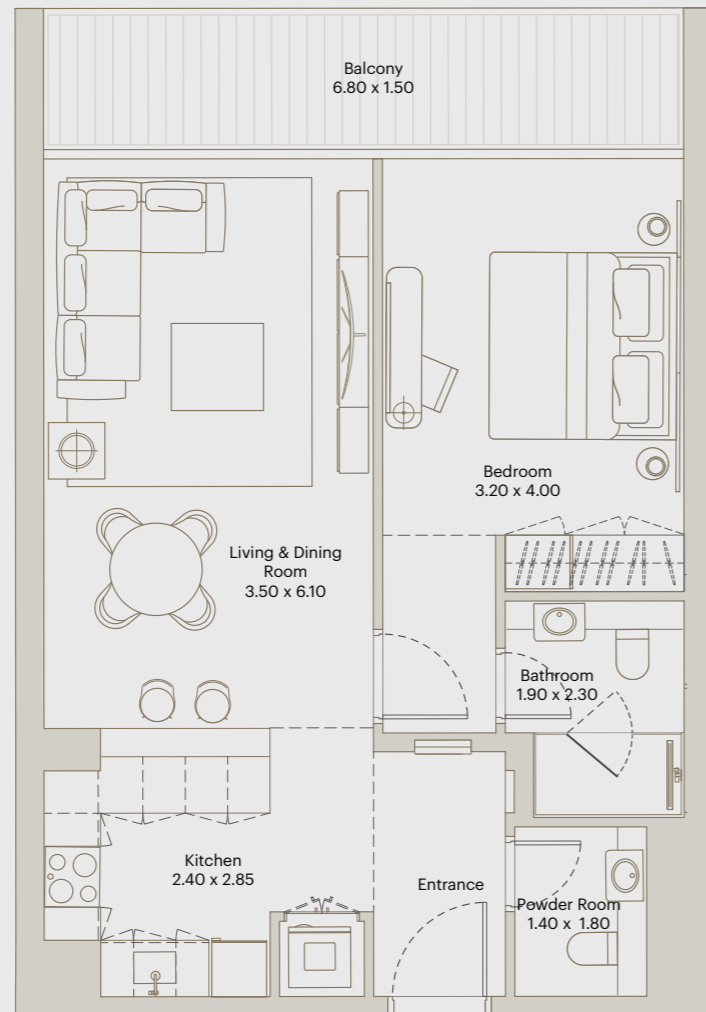 Balcony
6.80 x 1.50
Bedroom
3.20 x 4.00
Living & Dining
Room
3.50 x 6.10
Bathroom
1.90 x 2.30
Kitchen
2.40 x 2.85
Entrance
Powder Room
1.40 x 1.80